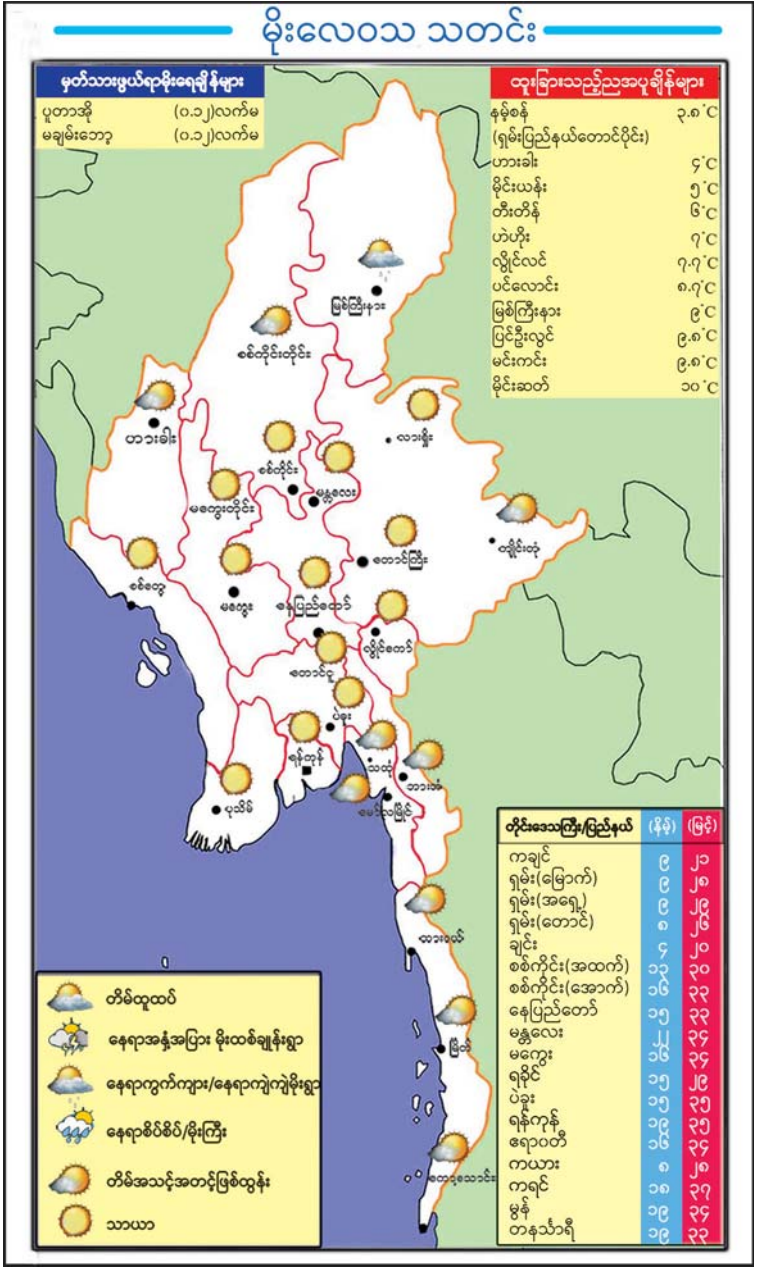 မိုးလေဝသ သတင်း
မှတ်သားဖွယ်ရာမိုးရေချိန်များ
ပူတာအို (၀.၁၂)လက်မ
မချမ်းဘော့ (၀.၁၂)လက်မ
ထူးခြားသည့်ညအပူချိန်များ
နမ့်စန် ၃.၈°C
(ရှမ်းပြည်နယ်တောင်ပိုင်း)
ဟားခါး ၄°C
မိုင်းယန်း ၅°C
တီးတိန် ၆°C
ဟဲဟိုး ၇°C
လွိုင်လင် ၇.၇°C
ပင်လောင်း ၈.၇°C
မြစ်ကြီးနား ၉°C
ပြင်ဦးလွင် ၉.၈°C
မင်းကင်း ၉.၈°C
မိုင်းဆတ် ၁၀°C
မြစ်ကြီးနား
စစ်ကိုင်းတိုင်း
ဟားခါး
လားရှိုး
စစ်ကိုင်း
မန္တလေး
မကွေးတိုင်း
ကျိုင်းတုံ
တောင်ကြီး
စစ်တွေ
မကွေး
နေပြည်တော်
လွိုင်ကော်
တောင်ငူ
ပဲခူး
ရန်ကုန်
သထုံ
ဘားအံ
ပုသိမ်
မော်လမြိုင်
ထားဝယ်
မြိတ်
ကော့သောင်း
တိမ်ထူထပ်
နေရာအနှံ့အပြား မိုးထစ်ချုန်းရွာ
နေရာကွက်ကျား/နေရာကျဲကျဲမိုးရွာ
နေရာစိပ်စိပ်/မိုးကြီး
တိမ်အသင့်အတင့်ဖြစ်ထွန်း
သာယာ
တိုင်းဒေသကြီး/ပြည်နယ် (နိမ့်) (မြင့်)
ကချင် ၉ ၂၁
ရှမ်း(မြောက်) ၉ ၂၈
ရှမ်း(အရှေ့) ၉ ၂၉
ရှမ်း(တောင်) ၈ ၂၆
ချင်း ၄ ၂၀
စစ်ကိုင်း(အထက်) ၁၃ ၃၀
စစ်ကိုင်း(အောက်) ၁၆ ၃၃
နေပြည်တော် ၁၅ ၃၃
မန္တလေး ၂၂ ၃၄
မကွေး ၁၆ ၃၄
ရခိုင် ၁၅ ၂၉
ပဲခူး ၁၅ ၃၅
ရန်ကုန် ၁၉ ၃၅
ဧရာဝတီ ၁၆ ၃၄
ကယား ၈ ၂၈
ကရင် ၁၈ ၃၇
မွန် ၁၉ ၃၄
တနင်္သာရီ ၁၉ ၃၃